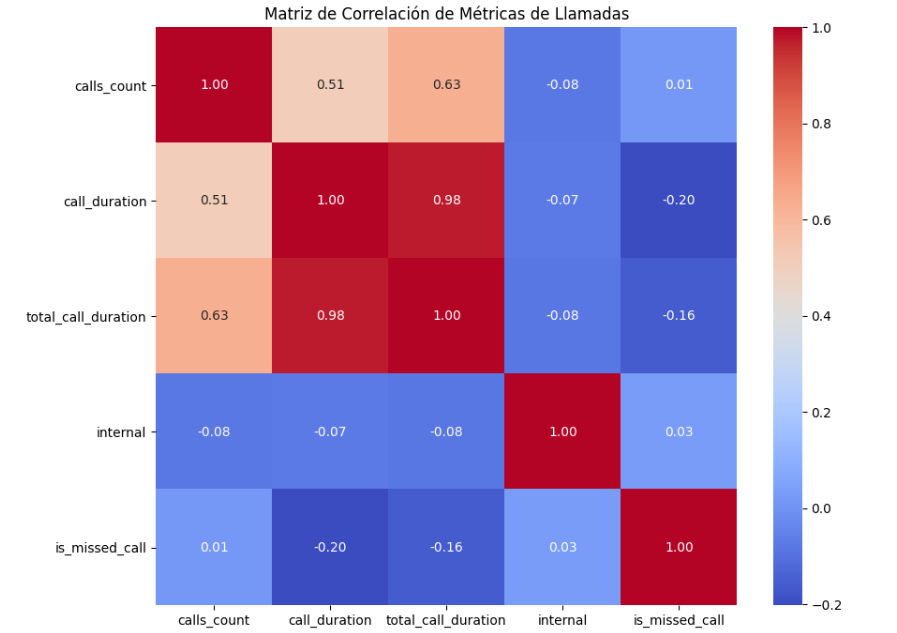 Matriz de Correlación de Métricas de Llamadas
calls_count 1.00 0.51 0.63 -0.08 0.01
call_duration 0.51 1.00 0.98 -0.07 -0.20
total_call_duration 0.63 0.98 1.00 -0.08 -0.16
internal -0.08 -0.07 -0.08 1.00 0.03
is_missed_call 0.01 -0.20 -0.16 0.03 1.00
calls_count call_duration total_call_duration internal is_missed_call
1.0
0.8
0.6
0.4
0.2
0.0
−0.2